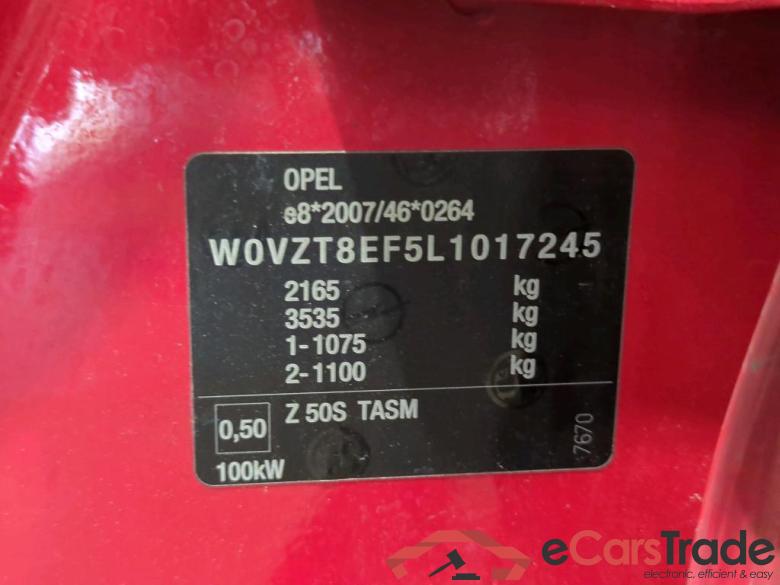 OPEL
e8*2007/46*0264
W0VZT8EF5L1017245
2165 kg
3535 kg
1-1075 kg
2-1100 kg
0,50 Z 50S TASM
100kW
7670
eCarsTrade
electronic, efficient & easy